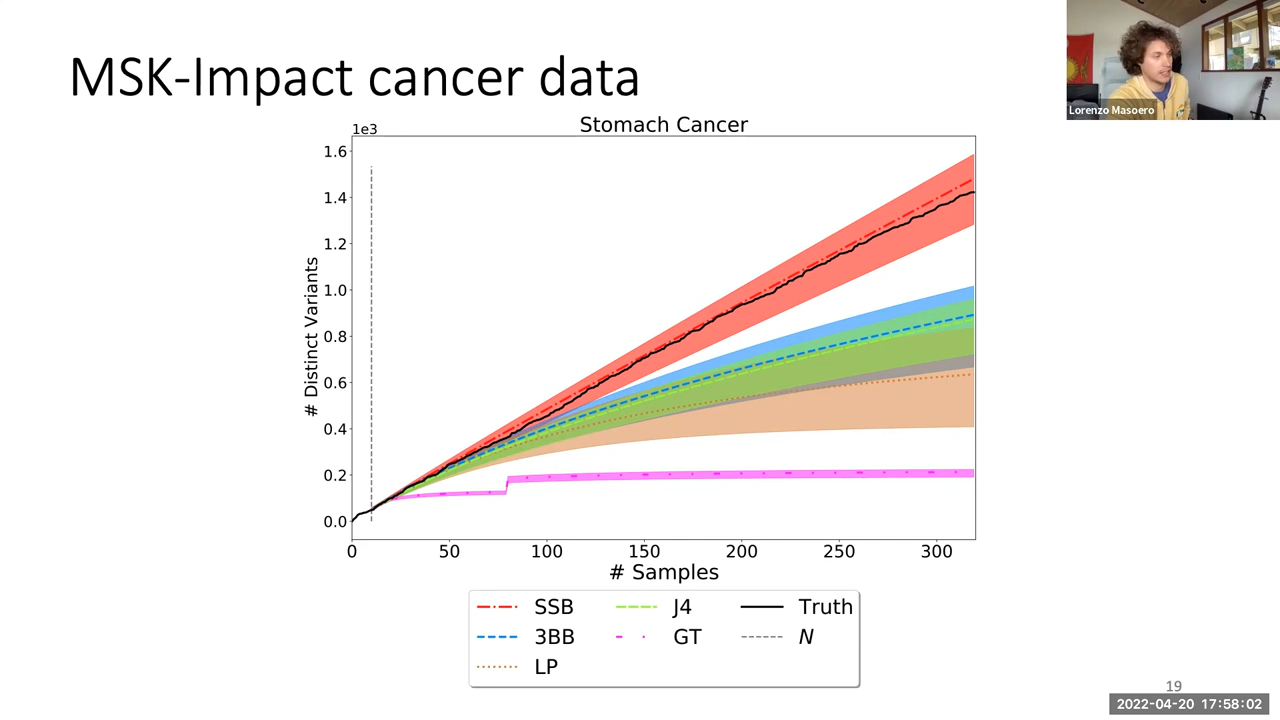 MSK-Impact cancer data
Lorenzo Masoero
Stomach Cancer
1e3
1.6
1.4
1.2
1.0
0.8
0.6
0.4
0.2
0.0
# Distinct Variants
0 50 100 150 200 250 300
# Samples
SSB J4 Truth
3BB GT N
LP
19
2022-04-20 17:58:02